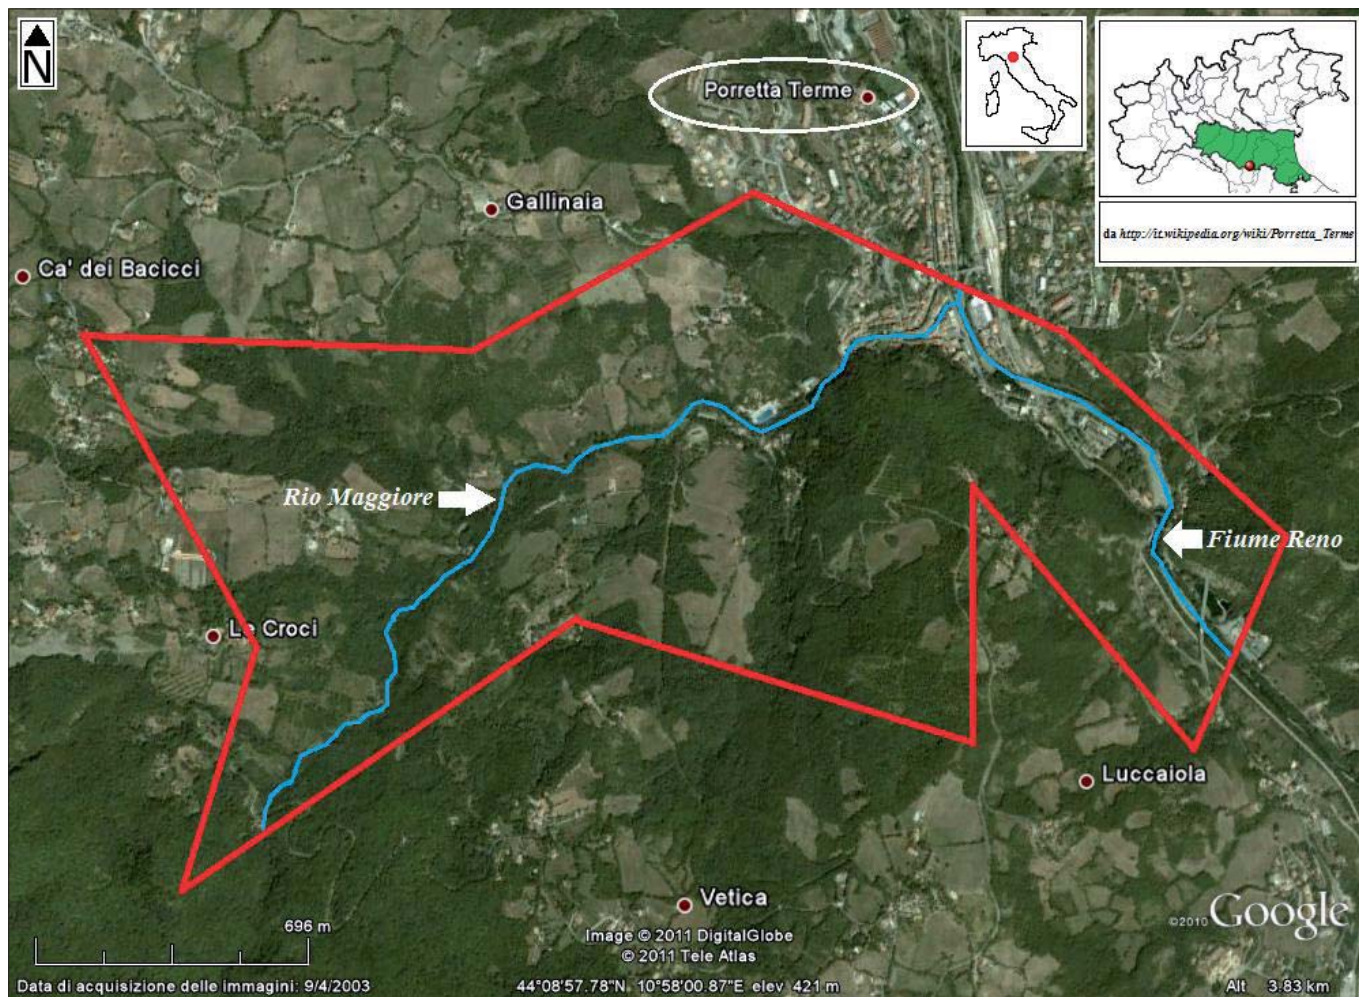 N
Porretta Terme
da http://it.wikipedia.org/wiki/Porretta_Terme
Gallinaia
Ca' dei Bacicci
Rio Maggiore
Fiume Reno
Le Croci
Luccaiola
Vetica
696 m
Image © 2011 DigitalGlobe
© 2011 Tele Atlas
©2010 Google
Data di acquisizione delle immagini: 9/4/2003
44°08'57.78"N 10°58'00.87"E elev 421 m
Alt 3.83 km